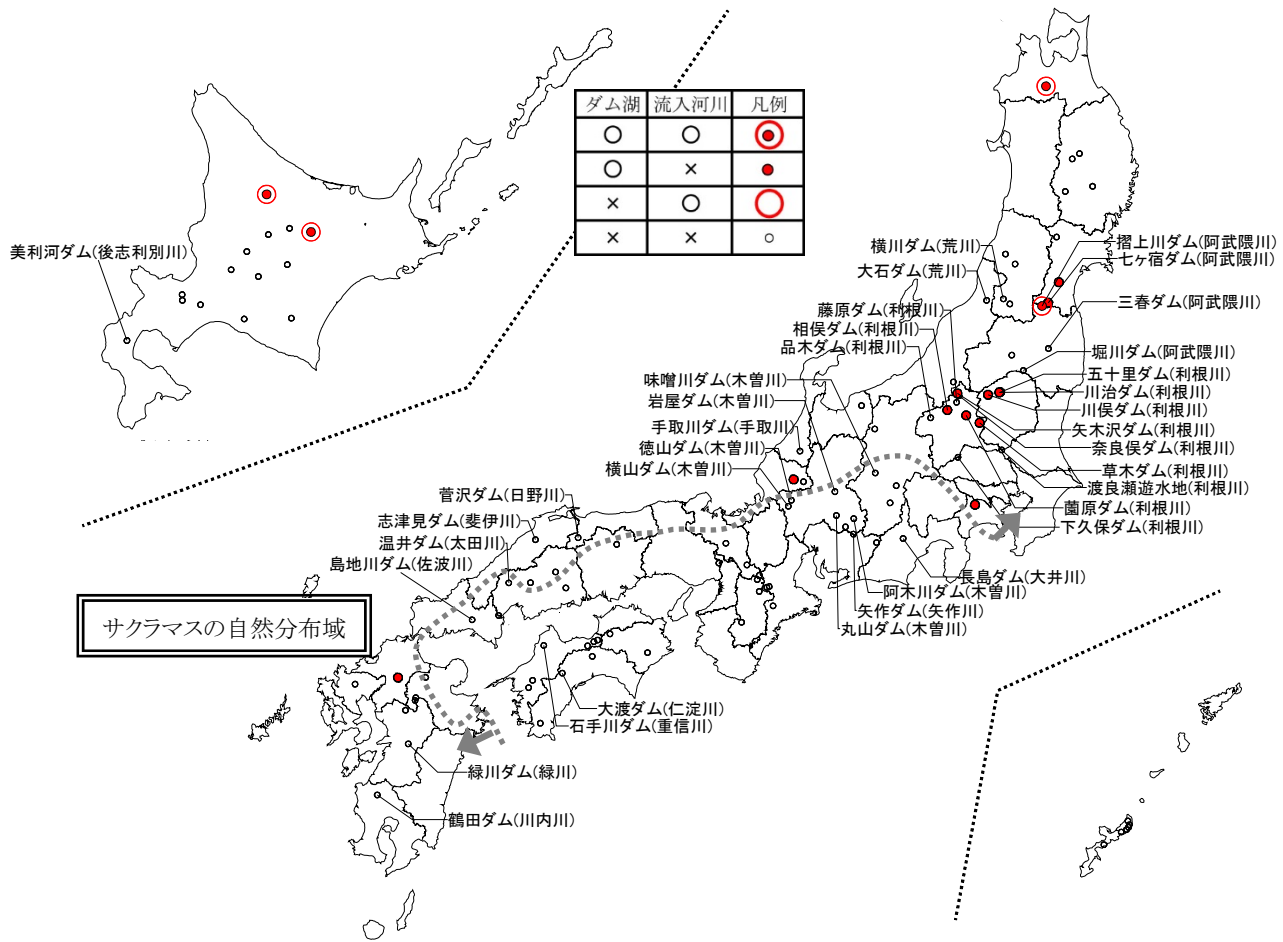 ダム湖 流入河川 凡例
○ ○
○ ×
× ○
× ×
美利河ダム(後志利別川)
横川ダム(荒川)
大石ダム(荒川)
藤原ダム(利根川)
相俣ダム(利根川)
品木ダム(利根川)
味噌川ダム(木曽川)
岩屋ダム(木曽川)
手取川ダム(手取川)
徳山ダム(木曽川)
横山ダム(木曽川)
菅沢ダム(日野川)
志津見ダム(斐伊川)
温井ダム(太田川)
島地川ダム(佐波川)
摺上川ダム(阿武隈川)
七ヶ宿ダム(阿武隈川)
三春ダム(阿武隈川)
堀川ダム(阿武隈川)
五十里ダム(利根川)
川治ダム(利根川)
川俣ダム(利根川)
矢木沢ダム(利根川)
奈良俣ダム(利根川)
草木ダム(利根川)
渡良瀬遊水地(利根川)
薗原ダム(利根川)
下久保ダム(利根川)
長島ダム(大井川)
阿木川ダム(木曽川)
矢作ダム(矢作川)
丸山ダム(木曽川)
サクラマスの自然分布域
大渡ダム(仁淀川)
石手川ダム(重信川)
緑川ダム(緑川)
鶴田ダム(川内川)